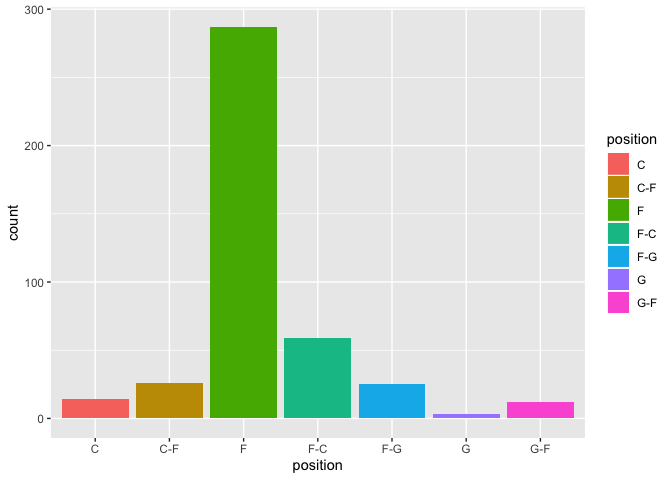 300
200
100
0
count
C
C-F
F
F-C
F-G
G
G-F
position
position
C
C-F
F
F-C
F-G
G
G-F